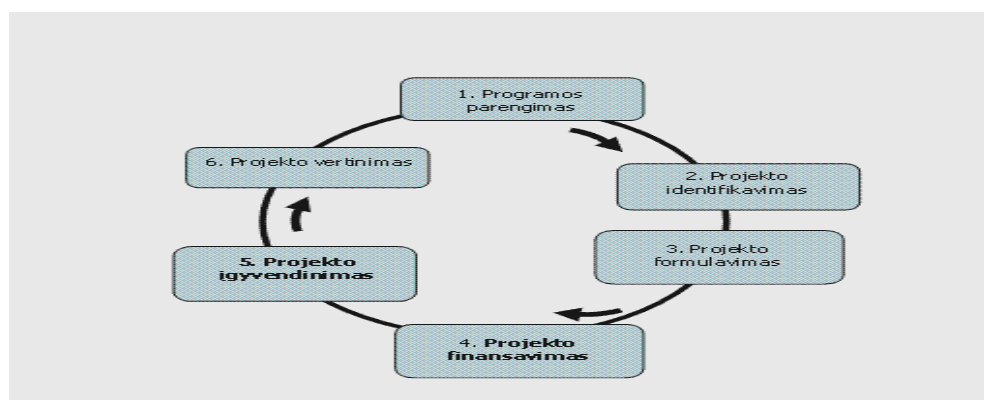 1. Programos
parengimas
2. Projekto
identifikavimas
3. Projekto
formulavimas
4. Projekto
finansavimas
5. Projekto
įgyvendinimas
6. Projekto vertinimas